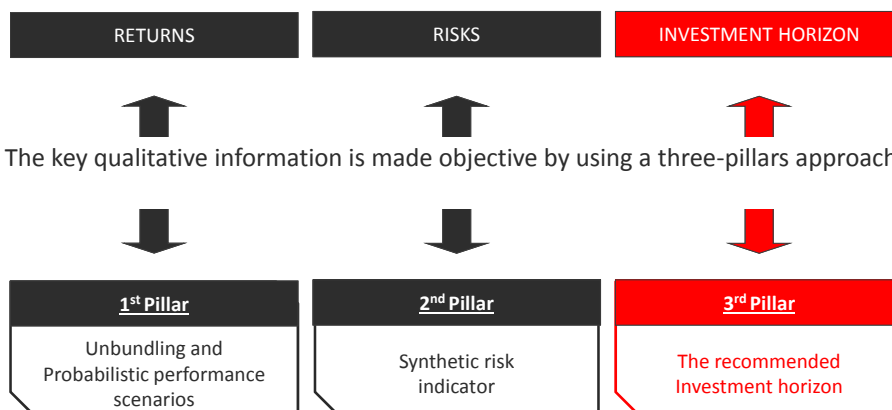 RETURNS
RISKS
INVESTMENT HORIZON
The key qualitative information is made objective by using a three-pillars approach
1st Pillar
2nd Pillar
3rd Pillar
Unbundling and
Probabilistic performance
scenarios
Synthetic risk
indicator
The recommended
Investment horizon